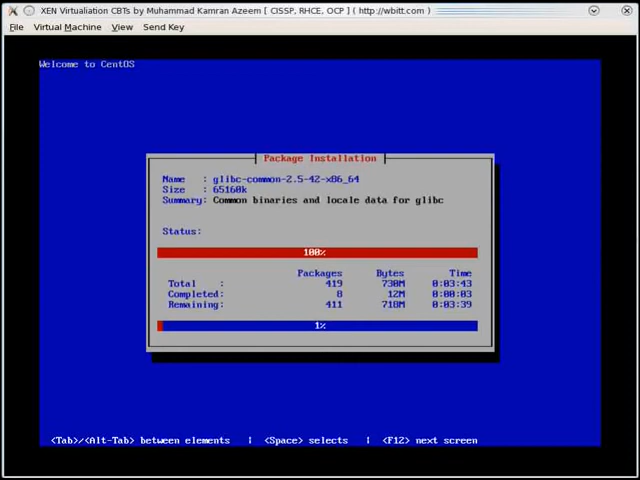 XEN Virtualiation CBTs by Muhammad Kamran Azeem [ CISSP, RHCE, OCP ] ( http://wbitt.com )
File Virtual Machine View Send Key
Welcome to CentOS
Package Installation
Name : glibc-common-2.5-42-x86_64
Size : 65160k
Summary: Common binaries and locale data for glibc
Status:
100%
Packages Bytes Time
Total : 419 730M 0:03:43
Completed: 8 12M 0:00:03
Remaining: 411 718M 0:03:39
1%
<Tab>/<Alt-Tab> between elements | <Space> selects | <F12> next screen